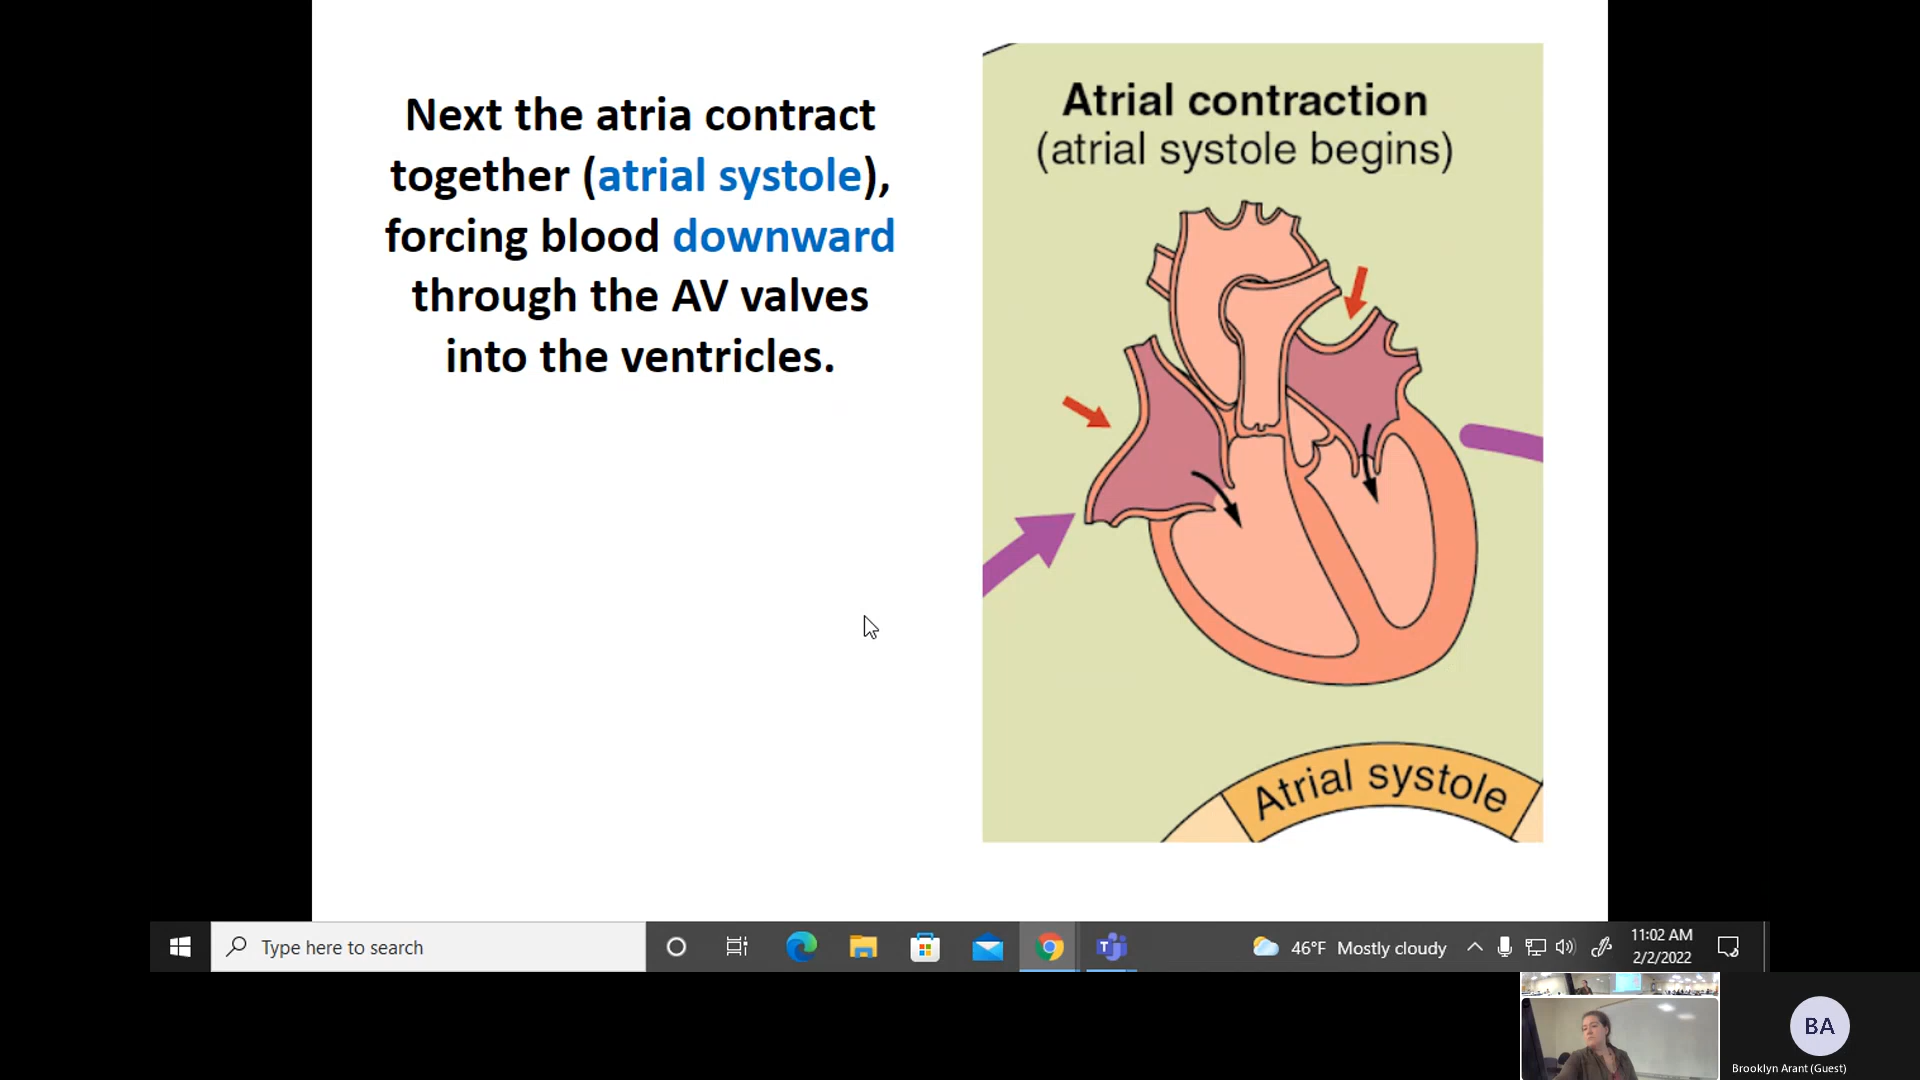 Next the atria contract
together (atrial systole),
forcing blood downward
through the AV valves
into the ventricles.
Atrial contraction
(atrial systole begins)
Atrial systole
Type here to search
46°F Mostly cloudy
11:02 AM
2/2/2022
BA
Brooklyn Arant (Guest)